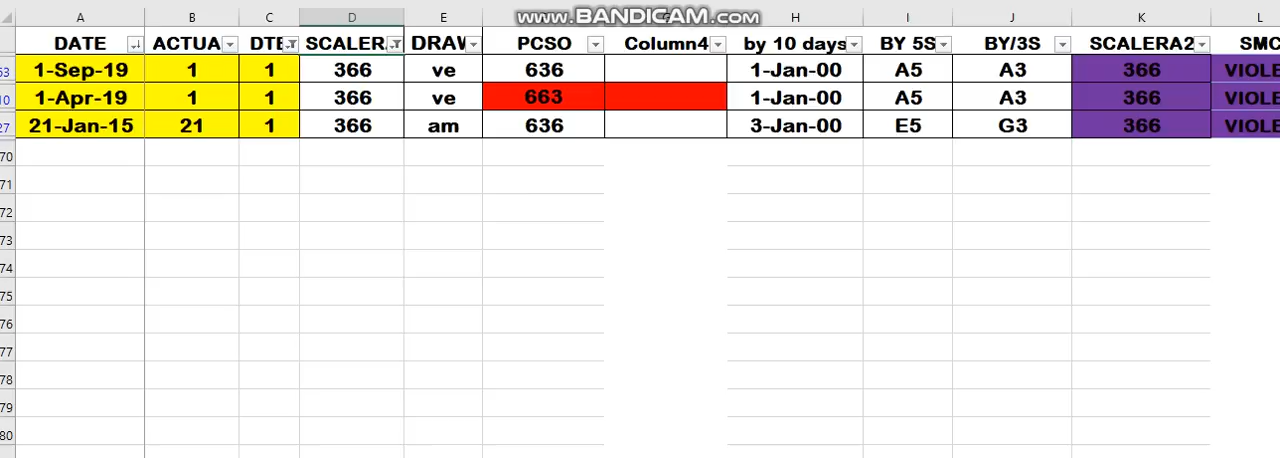 www.BANDICAM.com
A B C D E F G H I J K L
DATE ACTUA DTE SCALER DRAW PCSO Column4 by 10 days BY 5S BY/3S SCALERA2 SMC
53 1-Sep-19 1 1 366 ve 636 1-Jan-00 A5 A3 366 VIOLE
10 1-Apr-19 1 1 366 ve 663 1-Jan-00 A5 A3 366 VIOLE
27 21-Jan-15 21 1 366 am 636 3-Jan-00 E5 G3 366 VIOLE
70
71
72
73
74
75
76
77
78
79
80